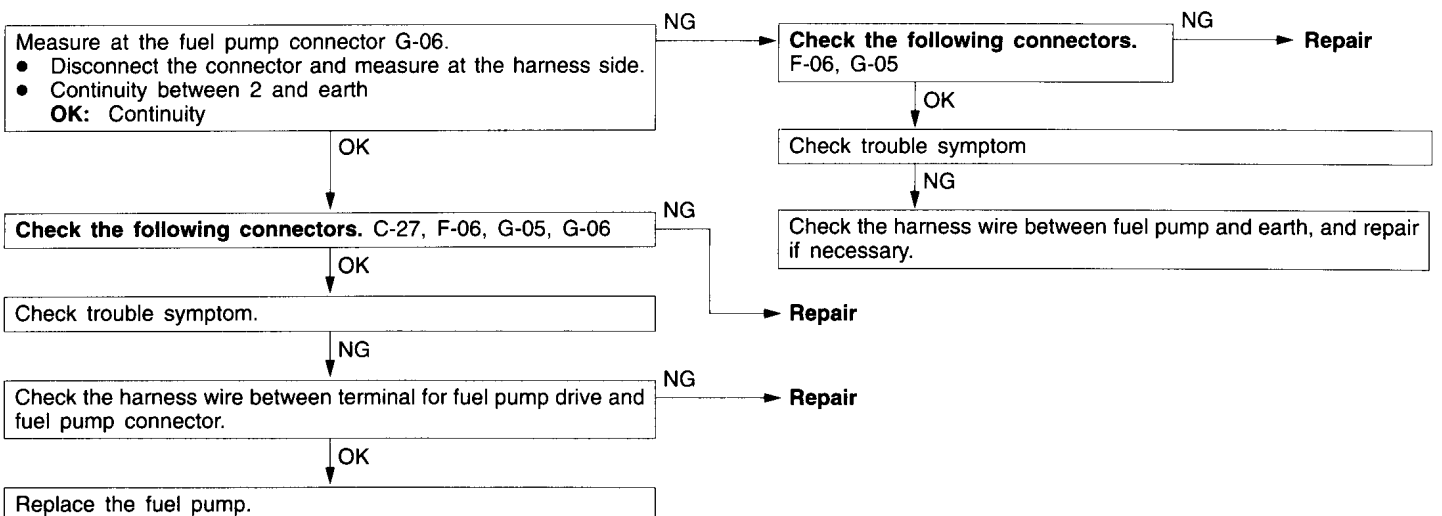 Measure at the fuel pump connector G-06.
● Disconnect the connector and measure at the harness side.
● Continuity between 2 and earth
OK: Continuity
NG
OK
Check the following connectors. C-27, F-06, G-05, G-06
NG
Repair
OK
Check trouble symptom.
NG
Check the harness wire between terminal for fuel pump drive and
fuel pump connector.
NG
Repair
OK
Replace the fuel pump.
Check the following connectors.
F-06, G-05
NG
Repair
OK
Check trouble symptom
NG
Check the harness wire between fuel pump and earth, and repair
if necessary.